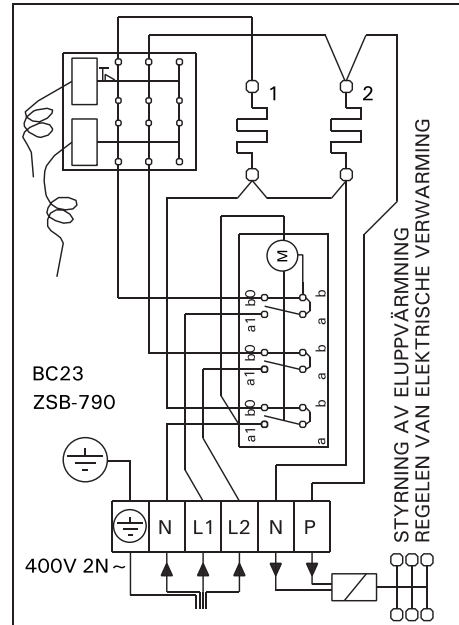 1
2
M
b0
b
a1
a
b0
b
a1
a
b0
b
a1
a
BC23
ZSB-790
STYRNING AV ELUPPVÄRMNING
REGELEN VAN ELEKTRISCHE VERWARMING
N L1 L2 N P
400V 2N~